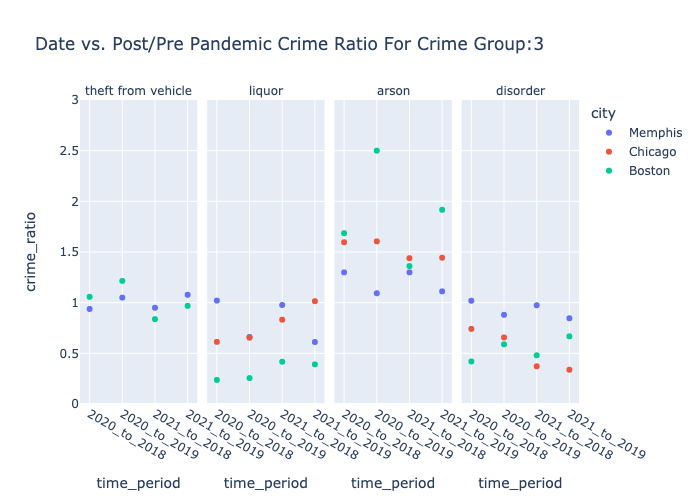 Date vs. Post/Pre Pandemic Crime Ratio For Crime Group:3
theft from vehicle
liquor
arson
disorder
city
Memphis
Chicago
Boston
crime_ratio
3
2.5
2
1.5
1
0.5
0
2020_to_2018
2020_to_2019
2021_to_2018
2021_to_2019
2020_to_2018
2020_to_2019
2021_to_2018
2021_to_2019
2020_to_2018
2020_to_2019
2021_to_2018
2021_to_2019
2020_to_2018
2020_to_2019
2021_to_2018
2021_to_2019
time_period
time_period
time_period
time_period